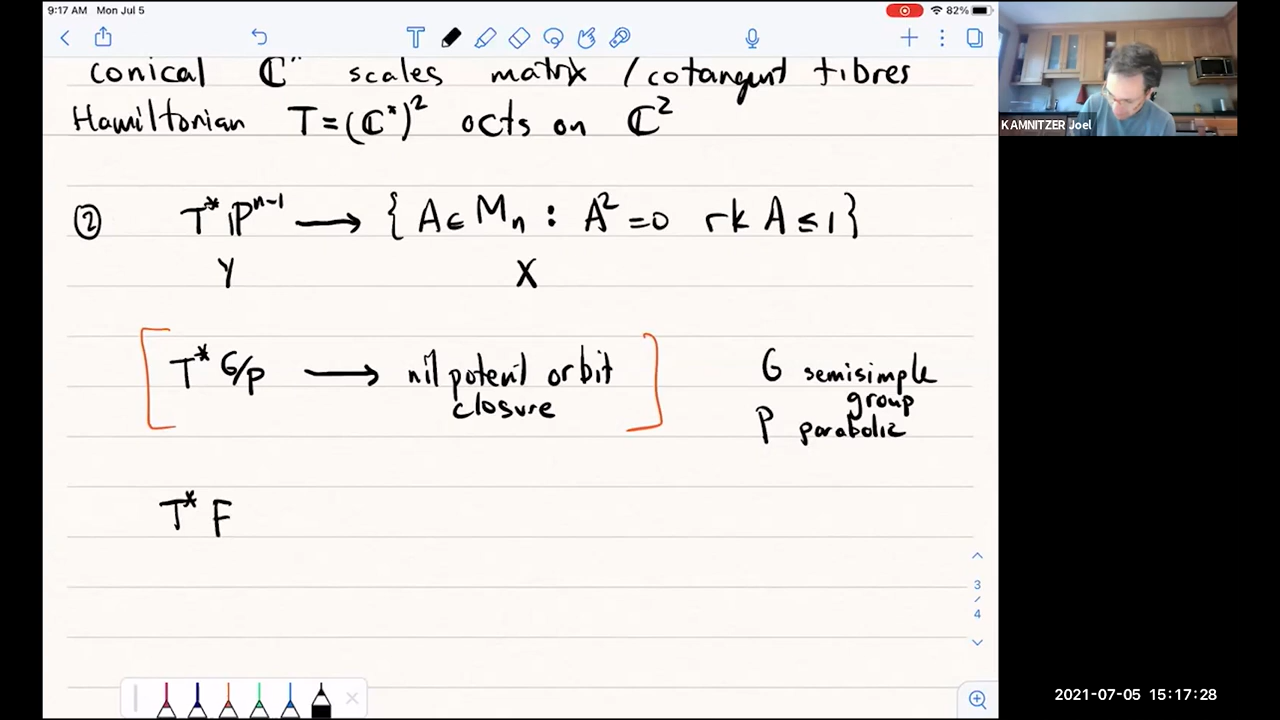 9:17 AM Mon Jul 5
82%
conical ℂ* scales matrix / cotangent fibres
Hamiltonian T = (ℂ*)² acts on ℂ²
KAMNITZER Joel
② T*ℙⁿ⁻¹ ⟶ { A ∈ Mₙ : A² = 0 rk A ≤ 1 }
Y X
[ T* G/P ⟶ nilpotent orbit closure ]
G semisimple group
P parabolic
T* F
3 / 4
2021-07-05 15:17:28